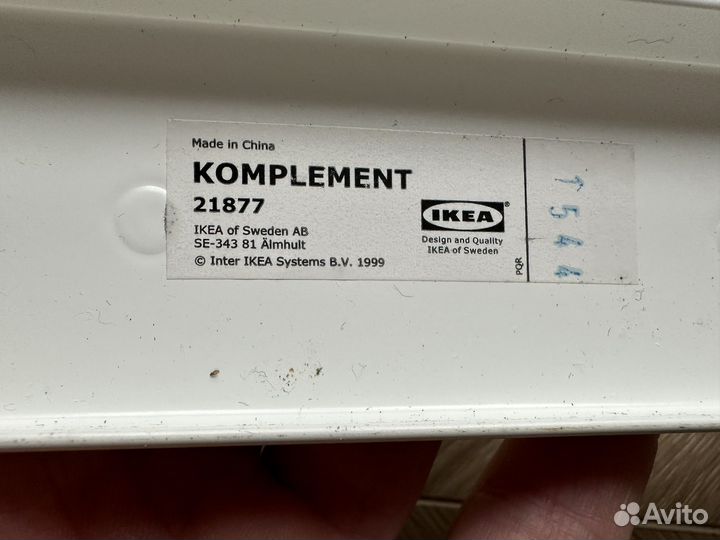 Made in China
KOMPLEMENT
21877
IKEA of Sweden AB
SE-343 81 Älmhult
© Inter IKEA Systems B.V. 1999
IKEA®
Design and Quality
IKEA of Sweden
PQR
1544
Avito